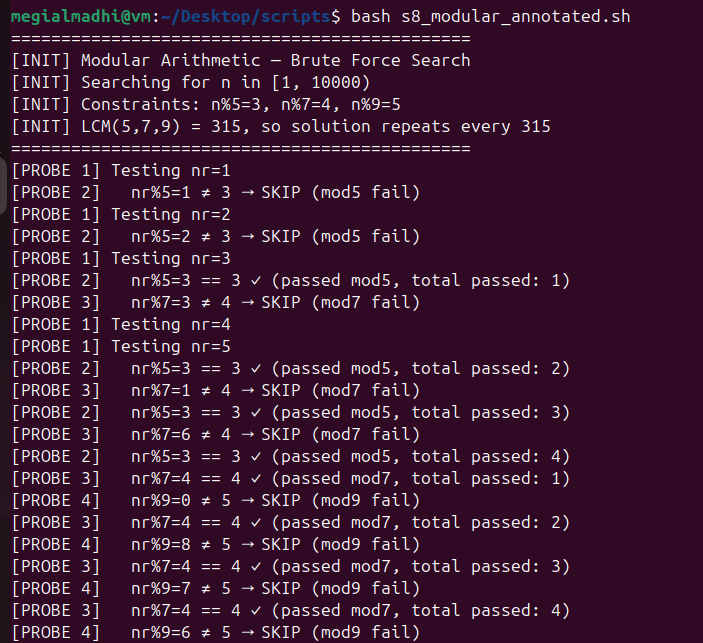 megialmadhi@vm:~/Desktop/scripts$ bash s8_modular_annotated.sh
==============================================
[INIT] Modular Arithmetic — Brute Force Search
[INIT] Searching for n in [1, 10000)
[INIT] Constraints: n%5=3, n%7=4, n%9=5
[INIT] LCM(5,7,9) = 315, so solution repeats every 315
==============================================
[PROBE 1] Testing nr=1
[PROBE 2]   nr%5=1 ≠ 3 → SKIP (mod5 fail)
[PROBE 1] Testing nr=2
[PROBE 2]   nr%5=2 ≠ 3 → SKIP (mod5 fail)
[PROBE 1] Testing nr=3
[PROBE 2]   nr%5=3 == 3 ✓ (passed mod5, total passed: 1)
[PROBE 3]   nr%7=3 ≠ 4 → SKIP (mod7 fail)
[PROBE 1] Testing nr=4
[PROBE 1] Testing nr=5
[PROBE 2]   nr%5=3 == 3 ✓ (passed mod5, total passed: 2)
[PROBE 3]   nr%7=1 ≠ 4 → SKIP (mod7 fail)
[PROBE 2]   nr%5=3 == 3 ✓ (passed mod5, total passed: 3)
[PROBE 3]   nr%7=6 ≠ 4 → SKIP (mod7 fail)
[PROBE 2]   nr%5=3 == 3 ✓ (passed mod5, total passed: 4)
[PROBE 3]   nr%7=4 == 4 ✓ (passed mod7, total passed: 1)
[PROBE 4]   nr%9=0 ≠ 5 → SKIP (mod9 fail)
[PROBE 3]   nr%7=4 == 4 ✓ (passed mod7, total passed: 2)
[PROBE 4]   nr%9=8 ≠ 5 → SKIP (mod9 fail)
[PROBE 3]   nr%7=4 == 4 ✓ (passed mod7, total passed: 3)
[PROBE 4]   nr%9=7 ≠ 5 → SKIP (mod9 fail)
[PROBE 3]   nr%7=4 == 4 ✓ (passed mod7, total passed: 4)
[PROBE 4]   nr%9=6 ≠ 5 → SKIP (mod9 fail)